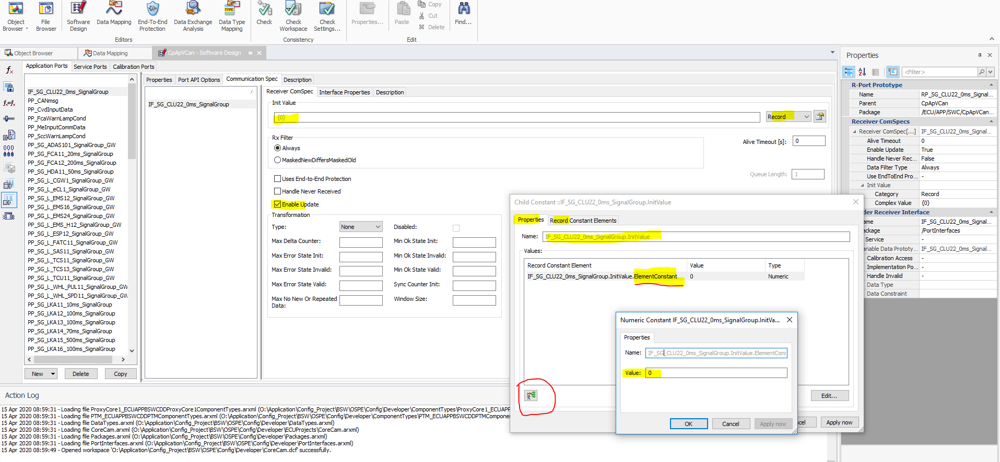 Object
Browser
File
Browser
Software
Design
Data Mapping
End-To-End
Protection
Data Exchange
Analysis
TYPE
Data Type
Mapping
Editors
Check
Check
Workspace
Check
Settings...
Consistency
Properties...
Paste
Copy
Cut
Delete
Edit
Find...
Object Browser
Data Mapping
CpApVCan - Software Design
Application Ports
Service Ports
Calibration Ports
IF_SG_CLU22_0ms_SignalGroup
PP_CANmsg
PP_CvdInputData
PP_FcaWarnLampCond
PP_MeInputCommData
PP_SccWarnLampCond
PP_SG_ADAS101_SignalGroup_GW
PP_SG_FCA11_20ms_SignalGroup
PP_SG_FCA12_200ms_SignalGroup
PP_SG_HDA11_50ms_SignalGroup
PP_SG_L_CGW1_SignalGroup_GW
PP_SG_L_eCL1_SignalGroup_GW
PP_SG_L_EMS12_SignalGroup_GW
PP_SG_L_EMS16_SignalGroup_GW
PP_SG_L_EMS24_SignalGroup_GW
PP_SG_L_EMS_H12_SignalGroup_GW
PP_SG_L_ESP12_SignalGroup_GW
PP_SG_L_FATC11_SignalGroup_GW
PP_SG_L_SAS11_SignalGroup_GW
PP_SG_L_TCS11_SignalGroup_GW
PP_SG_L_TCS13_SignalGroup_GW
PP_SG_L_TCU11_SignalGroup_GW
PP_SG_L_WHL_PUL11_SignalGroup_GW
PP_SG_L_WHL_SPD11_SignalGroup_GW
PP_SG_LKA11_10ms_SignalGroup
PP_SG_LKA12_100ms_SignalGroup
PP_SG_LKA13_100ms_SignalGroup
PP_SG_LKA14_70ms_SignalGroup
PP_SG_LKA15_500ms_SignalGroup
PP_SG_LKA16_100ms_SignalGroup
New
Delete
Copy
Properties
Port API Options
Communication Spec
Description
IF_SG_CLU22_0ms_SignalGroup
Receiver ComSpec
Interface Properties
Description
Init Value
{0}
Record
Rx Filter
Always
MaskedNewDiffersMaskedOld
Alive Timeout [s]:
0
Queue Length:
1
Uses End-to-End Protection
Handle Never Received
Enable Update
Transformation
Type:
None
Disabled:
Max Delta Counter:
Min Ok State Init:
Max Error State Init:
Min Ok State Invalid:
Max Error State Invalid:
Min Ok State Valid:
Max Error State Valid:
Sync Counter Init:
Max No New Or Repeated
Data:
Window Size:
Child Constant ::IF_SG_CLU22_0ms_SignalGroup.InitValue
Properties
Record Constant Elements
Name:
IF_SG_CLU22_0ms_SignalGroup.InitValue
Values:
Record Constant Element
Value
Type
IF_SG_CLU22_0ms_SignalGroup.InitValue.ElementConstant
0
Numeric
Edit...
cel
Apply now
Numeric Constant IF_SG_CLU22_0ms_SignalGroup.InitVa...
Properties
Name:
IF_SG_CLU22_0ms_SignalGroup.InitValue.ElementCons
Value:
0
OK
Cancel
Apply now
Properties
<Filter>
R-Port Prototype
Name
RP_SG_CLU22_0ms_Signal...
Parent
CpApVCan
Package
/ECU/APP/SWC/CpApVCan...
Receiver ComSpecs
Receiver ComSpec[...]
IF_SG_CLU22_0ms_Signal...
Alive Timeout
0
Enable Update
True
Handle Never Rec...
False
Data Filter Type
Always
Use EndToEnd Pro...
-
Init Value
Category
Record
Complex Value
{0}
der Receiver Interface
ame
IF_SG_CLU22_0ms_Signal...
ackage
/PortInterfaces
Service
-
ariable Data Prototy...
IF_SG_CLU22_0ms_Signal...
Calibration Access
-
Implementation Po...
-
Handle Invalid
-
Data Type
Data Constraint
Action Log
15 Apr 2020 08:59:31 - Loading file ProxyCore1_ECUAPPBSWCDDProxyCore1ComponentTypes.arxml (O:\Application\Config_Project\BSW\OSPE\Config\Developer\ComponentTypes\ProxyCore1_ECUAPP
15 Apr 2020 08:59:31 - Loading file PTM_ECUAPPBSWCDDPTMComponentTypes.arxml (O:\Application\Config_Project\BSW\OSPE\Config\Developer\ComponentTypes\PTM_ECUAPPBSWCDDPTMComponen
15 Apr 2020 08:59:31 - Loading file DataTypes.arxml (O:\Application\Config_Project\BSW\OSPE\Config\Developer\DataTypes.arxml)
15 Apr 2020 08:59:31 - Loading file CoreCam.arxml (O:\Application\Config_Project\BSW\OSPE\Config\Developer\ECUProjects\CoreCam.arxml)
15 Apr 2020 08:59:31 - Loading file Packages.arxml (O:\Application\Config_Project\BSW\OSPE\Config\Developer\Packages.arxml)
15 Apr 2020 08:59:31 - Loading file PortInterfaces.arxml (O:\Application\Config_Project\BSW\OSPE\Config\Developer\PortInterfaces.arxml)
15 Apr 2020 08:59:49 - Opened workspace 'O:\Application\Config_Project\BSW\OSPE\Config\Developer\CoreCam.dcf' successfully.